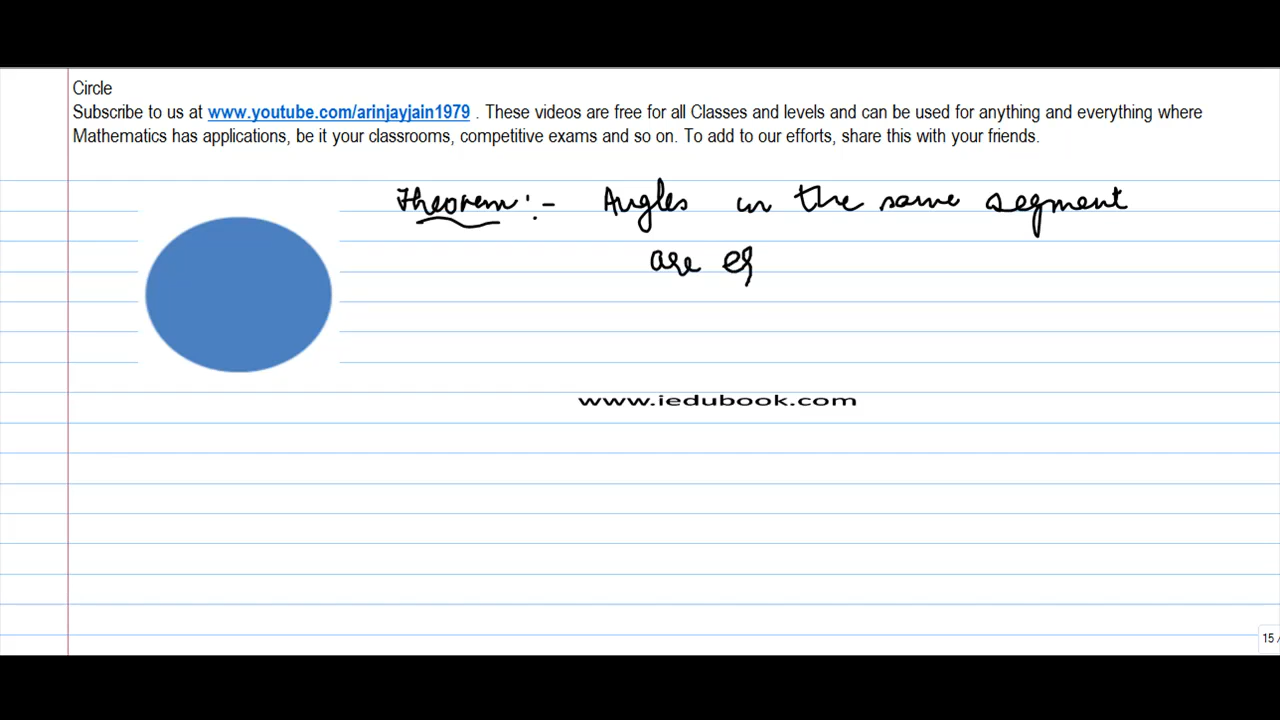 Circle
Subscribe to us at www.youtube.com/arinjayjain1979 . These videos are free for all Classes and levels and can be used for anything and everything where
Mathematics has applications, be it your classrooms, competitive exams and so on. To add to our efforts, share this with your friends.
Theorem :- Angles in the same segment
are eq
www.iedubook.com
15 /